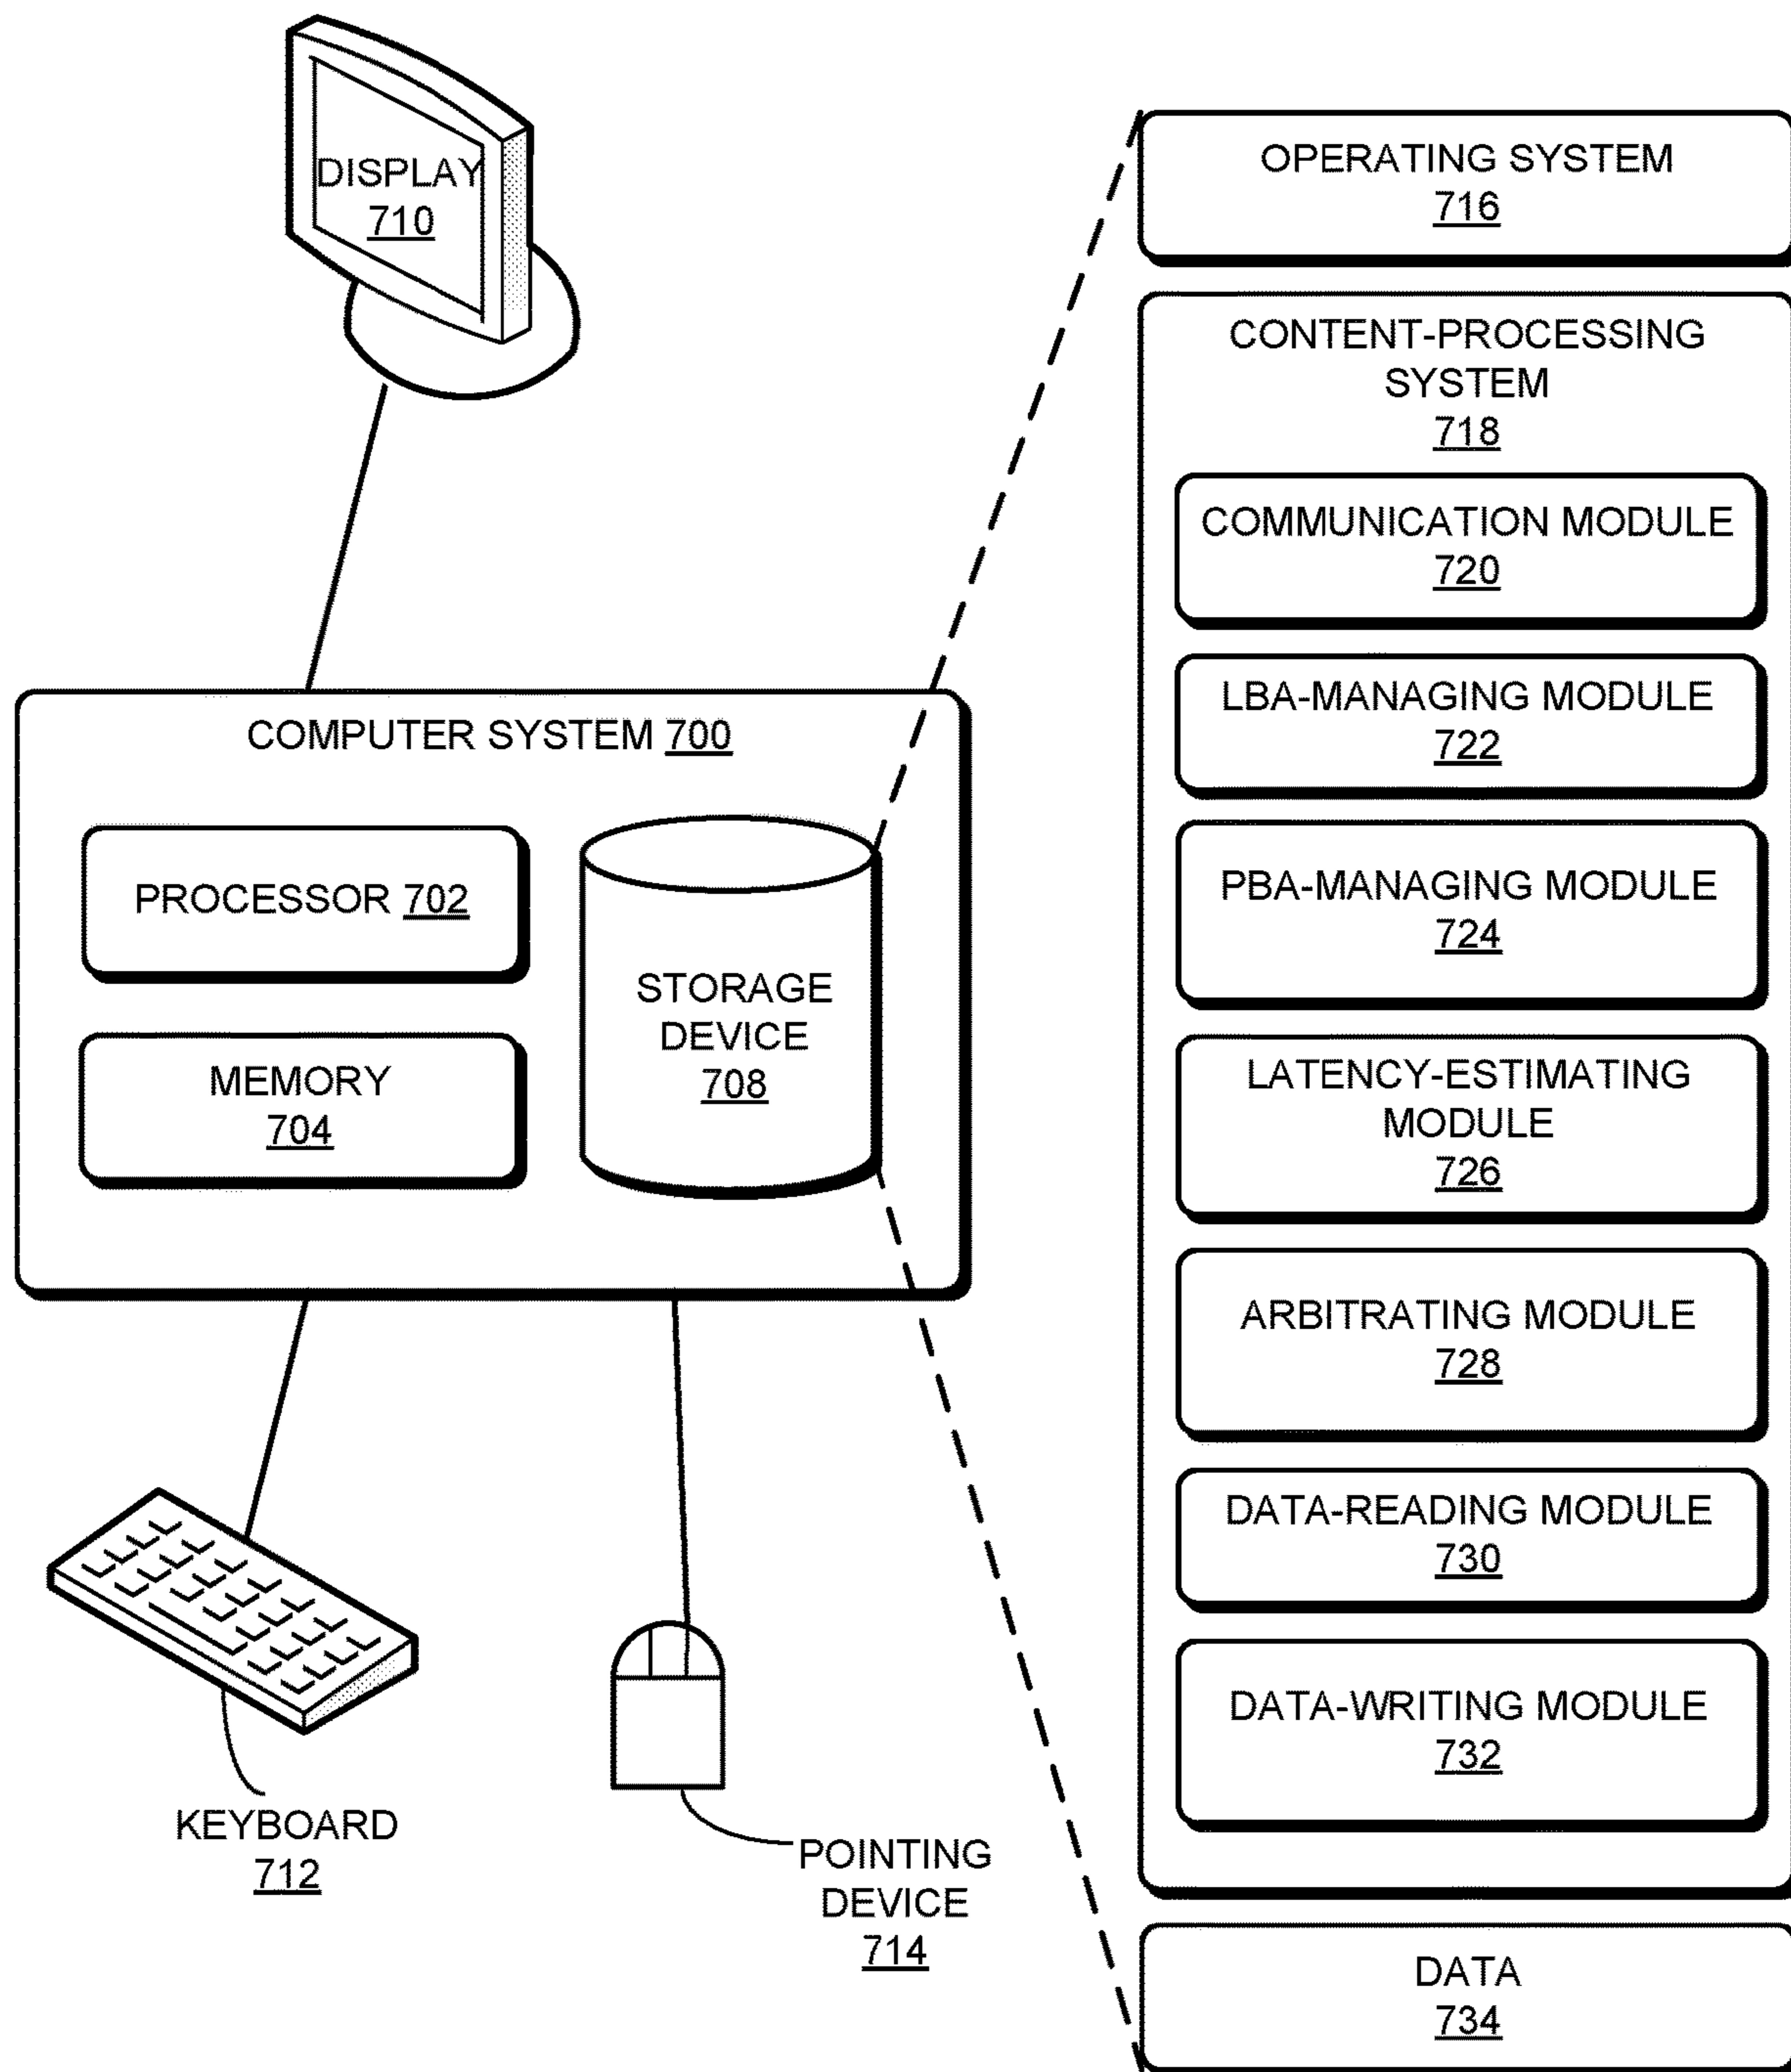 DISPLAY
710
COMPUTER SYSTEM 700
PROCESSOR 702
MEMORY
704
STORAGE
DEVICE
708
KEYBOARD
712
POINTING
DEVICE
714
OPERATING SYSTEM
716
CONTENT-PROCESSING
SYSTEM
718
COMMUNICATION MODULE
720
LBA-MANAGING MODULE
722
PBA-MANAGING MODULE
724
LATENCY-ESTIMATING
MODULE
726
ARBITRATING MODULE
728
DATA-READING MODULE
730
DATA-WRITING MODULE
732
DATA
734